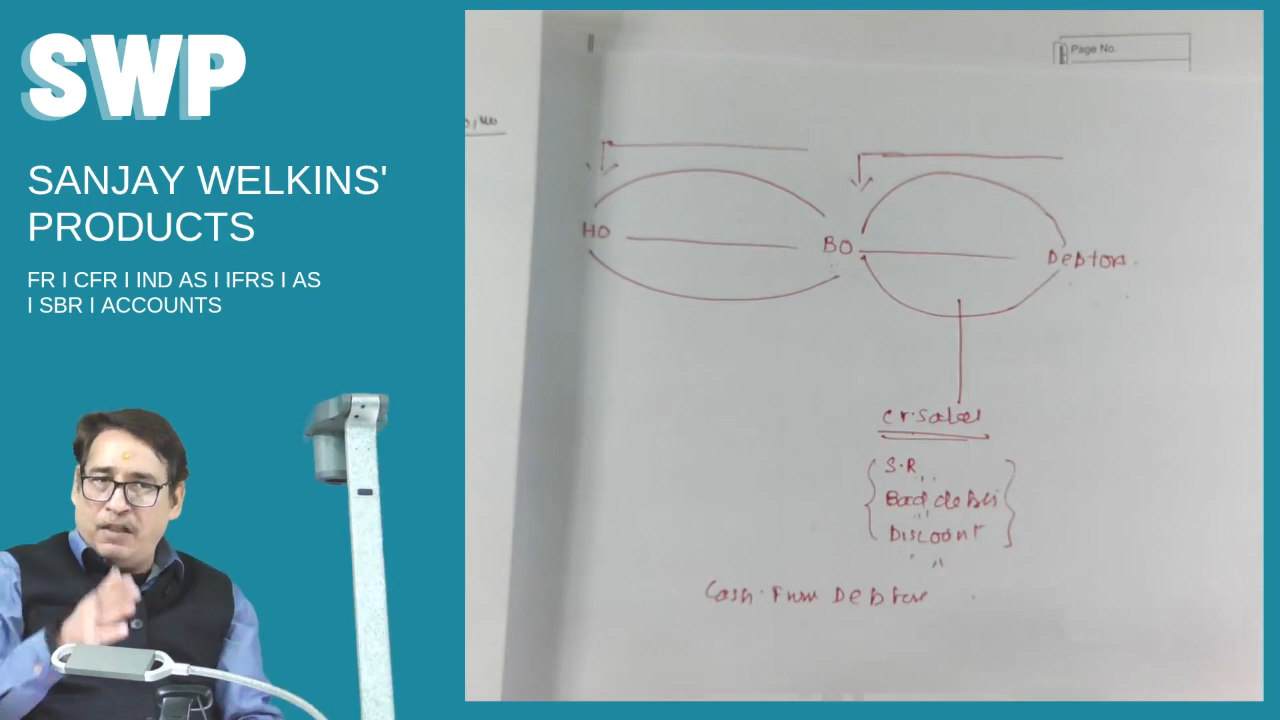 SWP
SANJAY WELKINS'
PRODUCTS
FR I CFR I IND AS I IFRS I AS
I SBR I ACCOUNTS
Page No.
HO
BO
Debtors.
Cr. Sales
S.R
Bad debts
Discount
Cash From Debtors